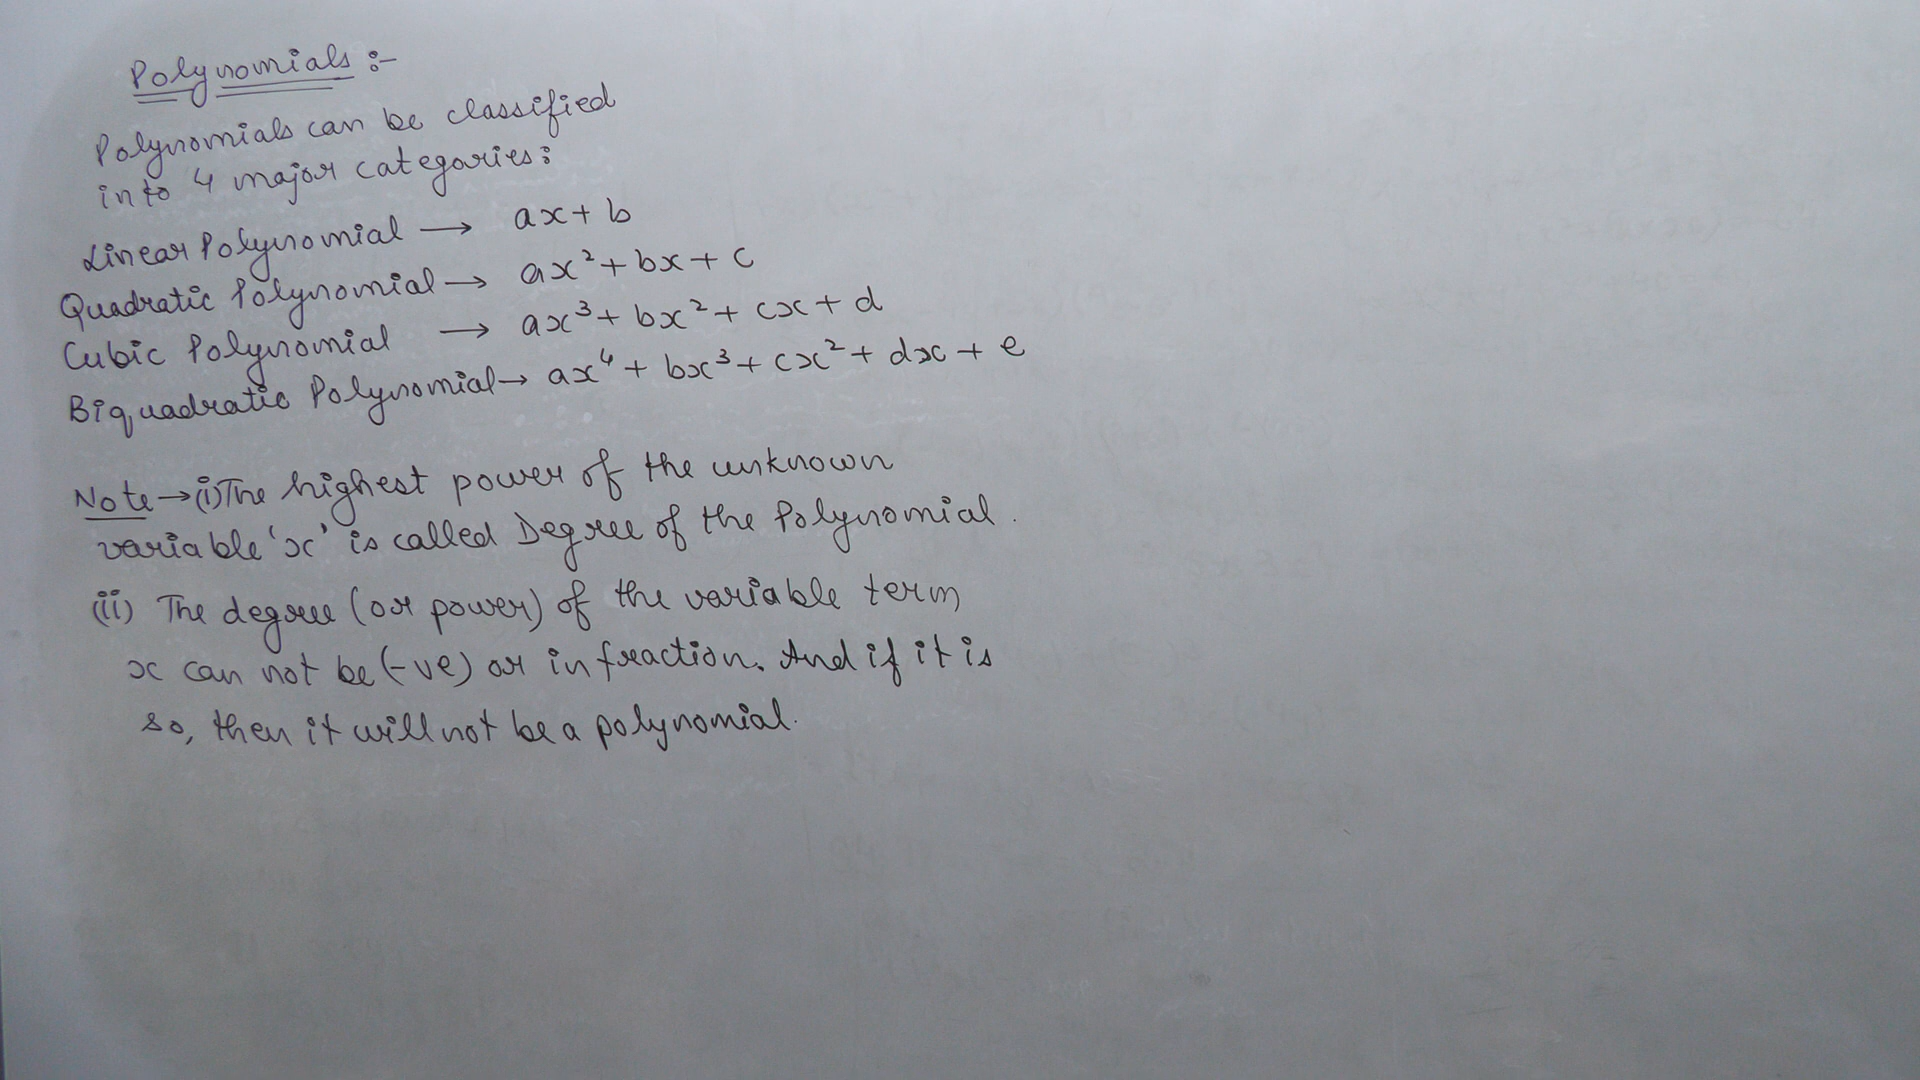 Polynomials :-
Polynomials can be classified
into 4 major categories:
Linear Polynomial → ax + b
Quadratic Polynomial → ax² + bx + c
Cubic Polynomial → ax³ + bx² + cx + d
Biquadratic Polynomial → ax⁴ + bx³ + cx² + dx + e
Note → (i) The highest power of the unknown
variable 'x' is called Degree of the Polynomial.
(ii) The degree (or power) of the variable term
x can not be (-ve) or in fraction. And if it is
so, then it will not be a polynomial.